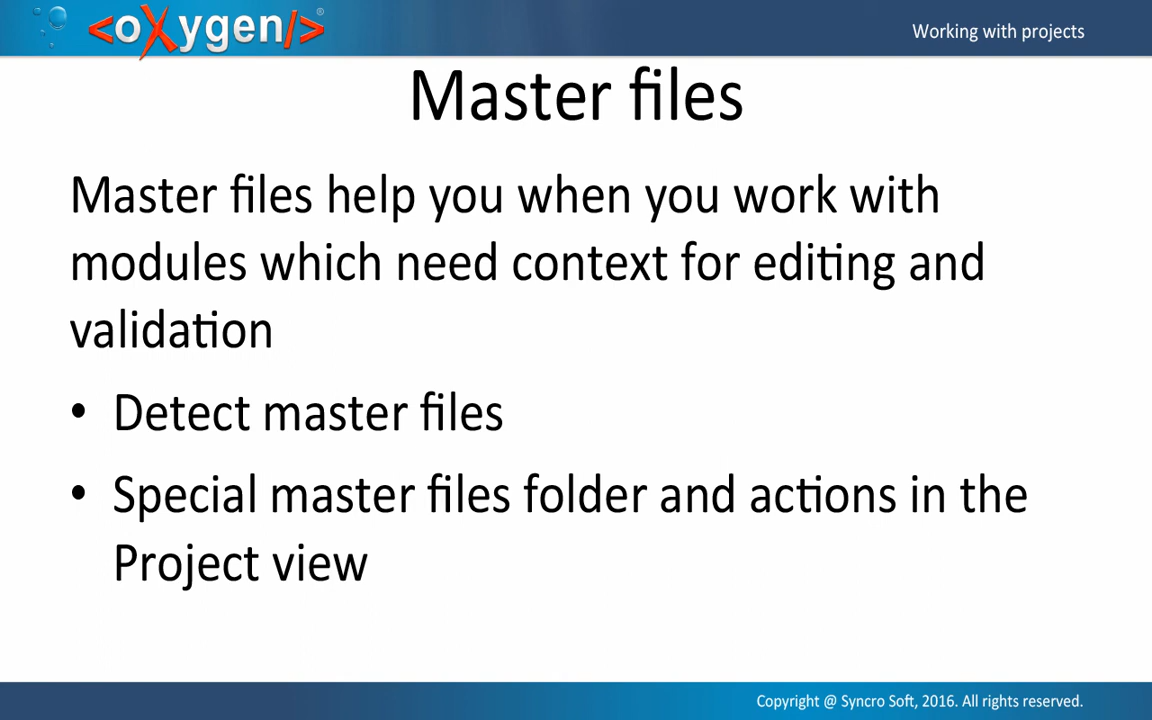 <oXygen/>®
Working with projects
Master files
Master files help you when you work with
modules which need context for editing and
validation
• Detect master files
• Special master files folder and actions in the
Project view
Copyright @ Syncro Soft, 2016. All rights reserved.